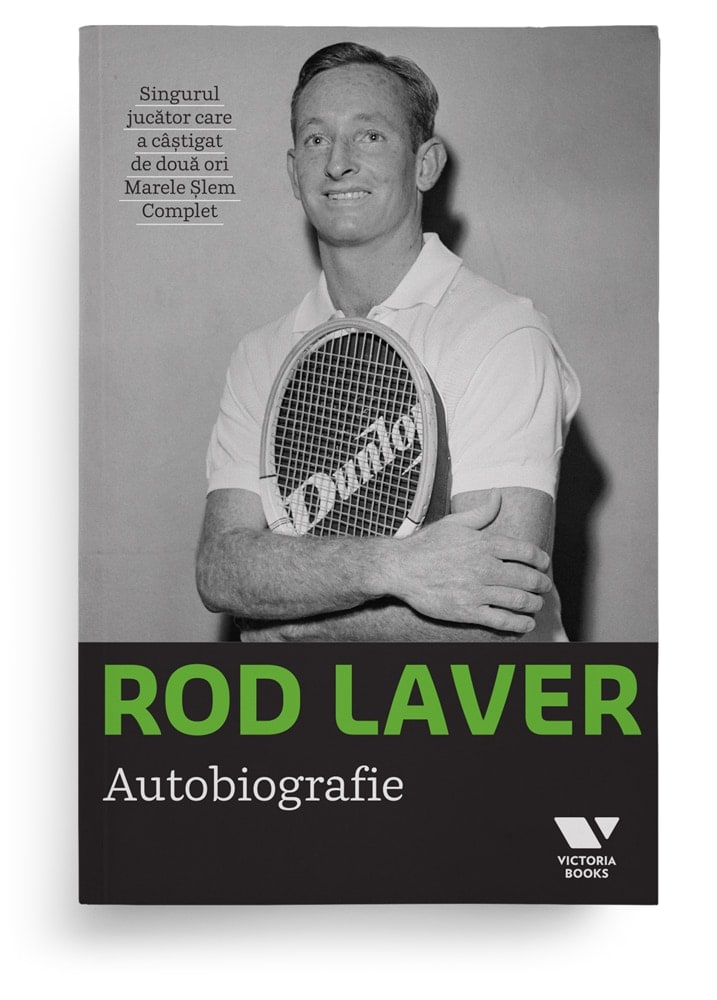 Singurul
jucător care
a câștigat
de două ori
Marele Șlem
Complet
Dunlop
ROD LAVER
Autobiografie
VICTORIA
BOOKS